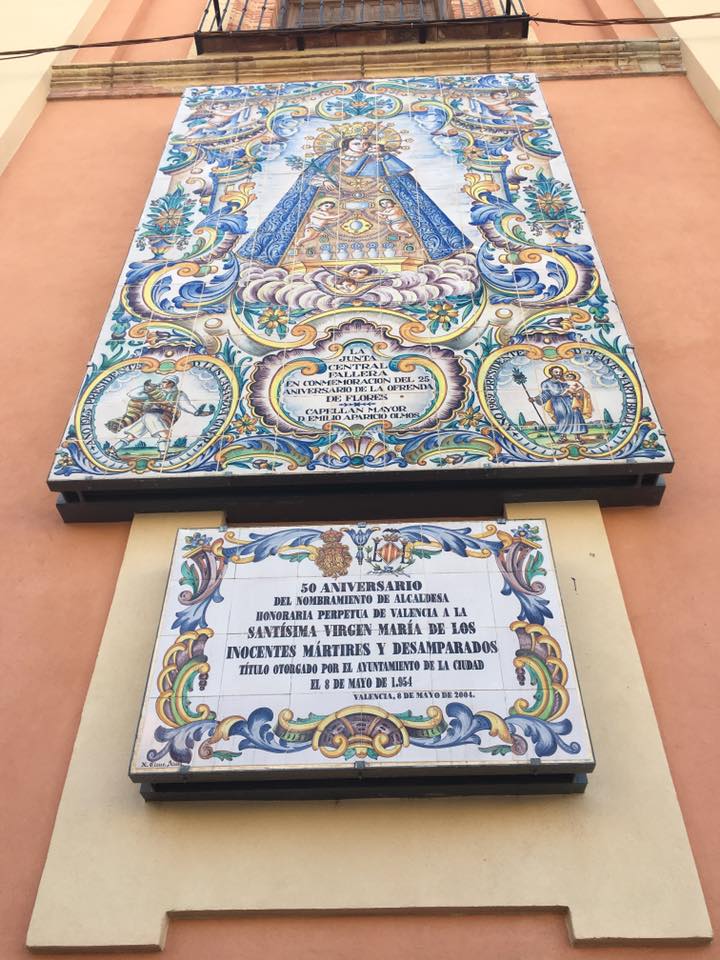 LA
JUNTA
CENTRAL
FALLERA
EN CONMEMORACION DEL 25
ANIVERSARIO DE LA OFRENDA
DE FLORES
CAPELLAN MAYOR
D. EMILIO APARICIO OLMOS
PRESIDENTE
PRESIDENTE
50 ANIVERSARIO
DEL NOMBRAMIENTO DE ALCALDESA
HONORARIA PERPETUA DE VALENCIA A LA
SANTÍSIMA VIRGEN MARÍA DE LOS
INOCENTES MÁRTIRES Y DESAMPARADOS
TÍTULO OTORGADO POR EL AYUNTAMIENTO DE LA CIUDAD
EL 8 DE MAYO DE 1.954
VALENCIA, 8 DE MAYO DE 2004.